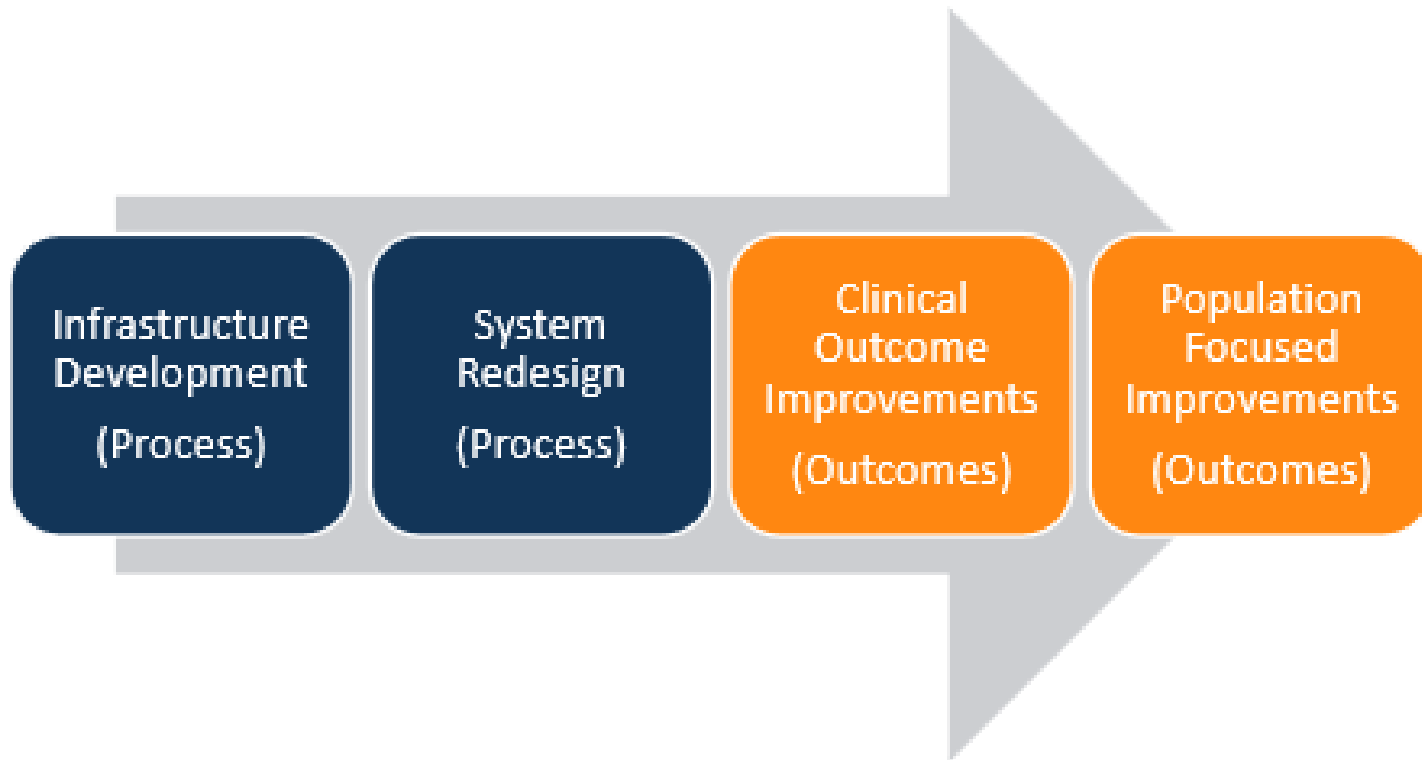 Infrastructure
Development
(Process)
System
Redesign
(Process)
Clinical
Outcome
Improvements
(Outcomes)
Population
Focused
Improvements
(Outcomes)